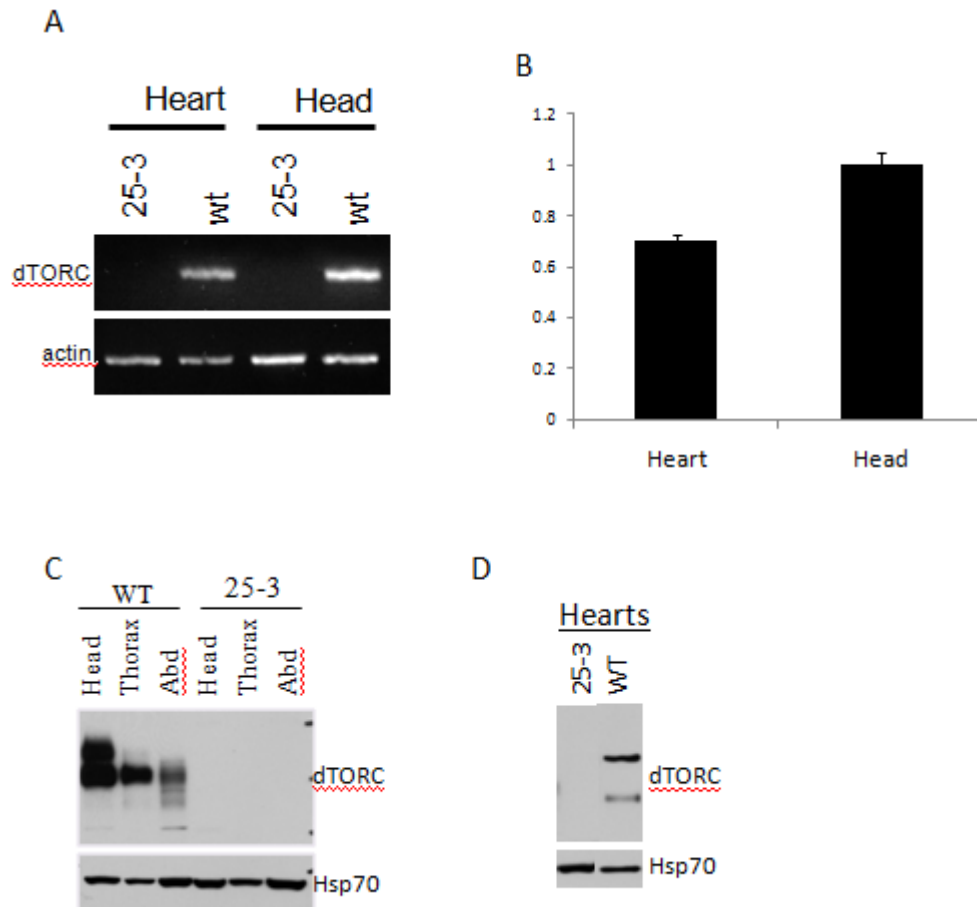 A
Heart Head
25-3 wt 25-3 wt
dTORC
actin
B
1.2
1
0.8
0.6
0.4
0.2
0
Heart Head
C
WT 25-3
Head Thorax Abd Head Thorax Abd
dTORC
Hsp70
D
Hearts
25-3 WT
dTORC
Hsp70